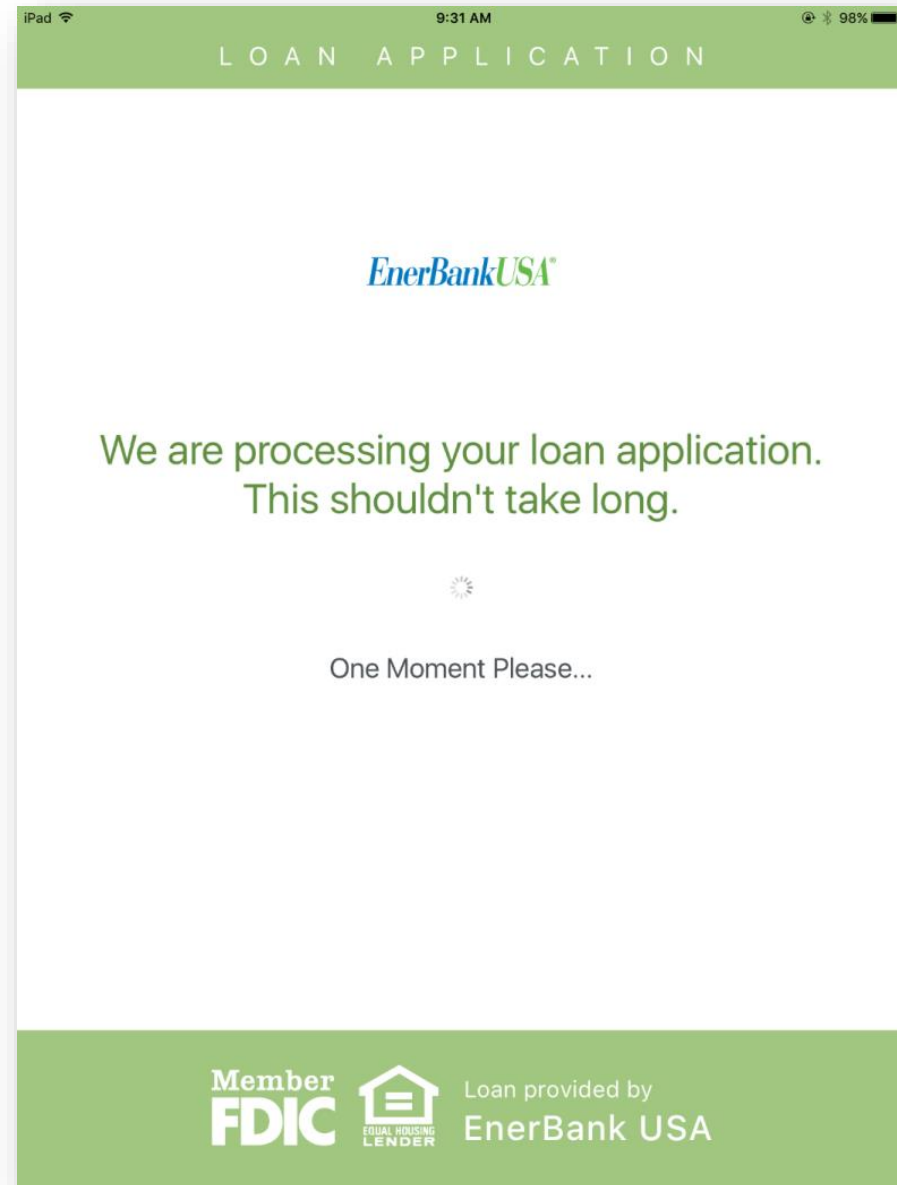 iPad 9:31 AM 98%
LOAN APPLICATION
EnerBankUSA®
We are processing your loan application.
This shouldn't take long.
One Moment Please...
Member
FDIC
EQUAL HOUSING
LENDER
Loan provided by
EnerBank USA